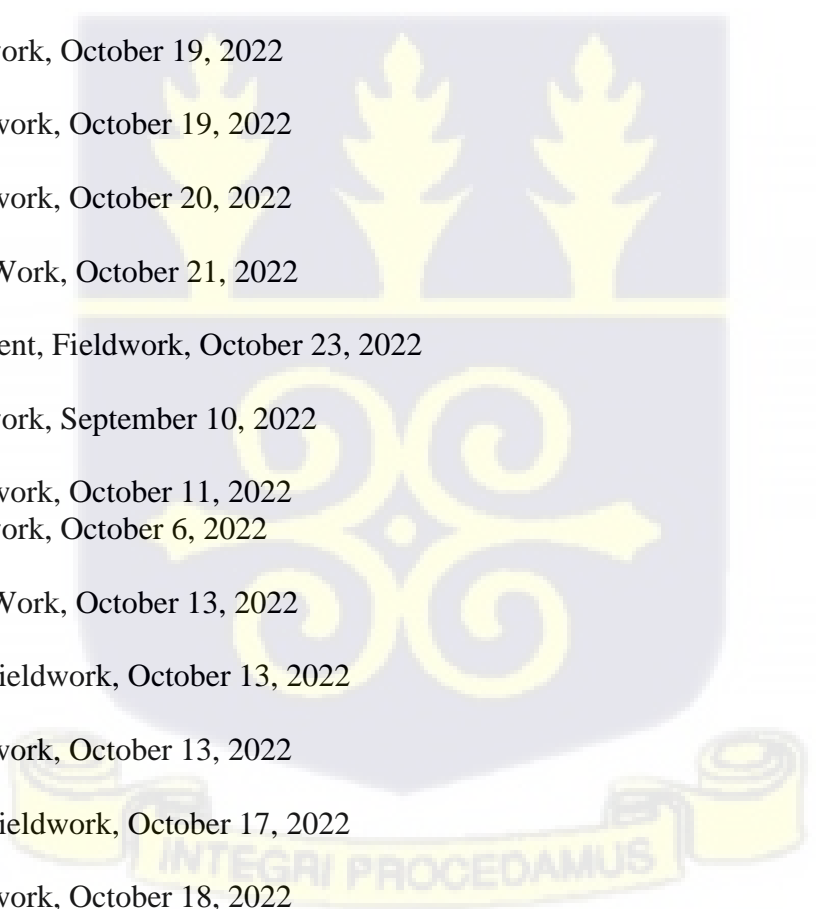 ork, October 19, 2022
work, October 19, 2022
work, October 20, 2022
Work, October 21, 2022
ent, Fieldwork, October 23, 2022
ork, September 10, 2022
work, October 11, 2022
ork, October 6, 2022
Work, October 13, 2022
ieldwork, October 13, 2022
work, October 13, 2022
ieldwork, October 17, 2022
INTEGRI PROCEDAMUS
work, October 18, 2022